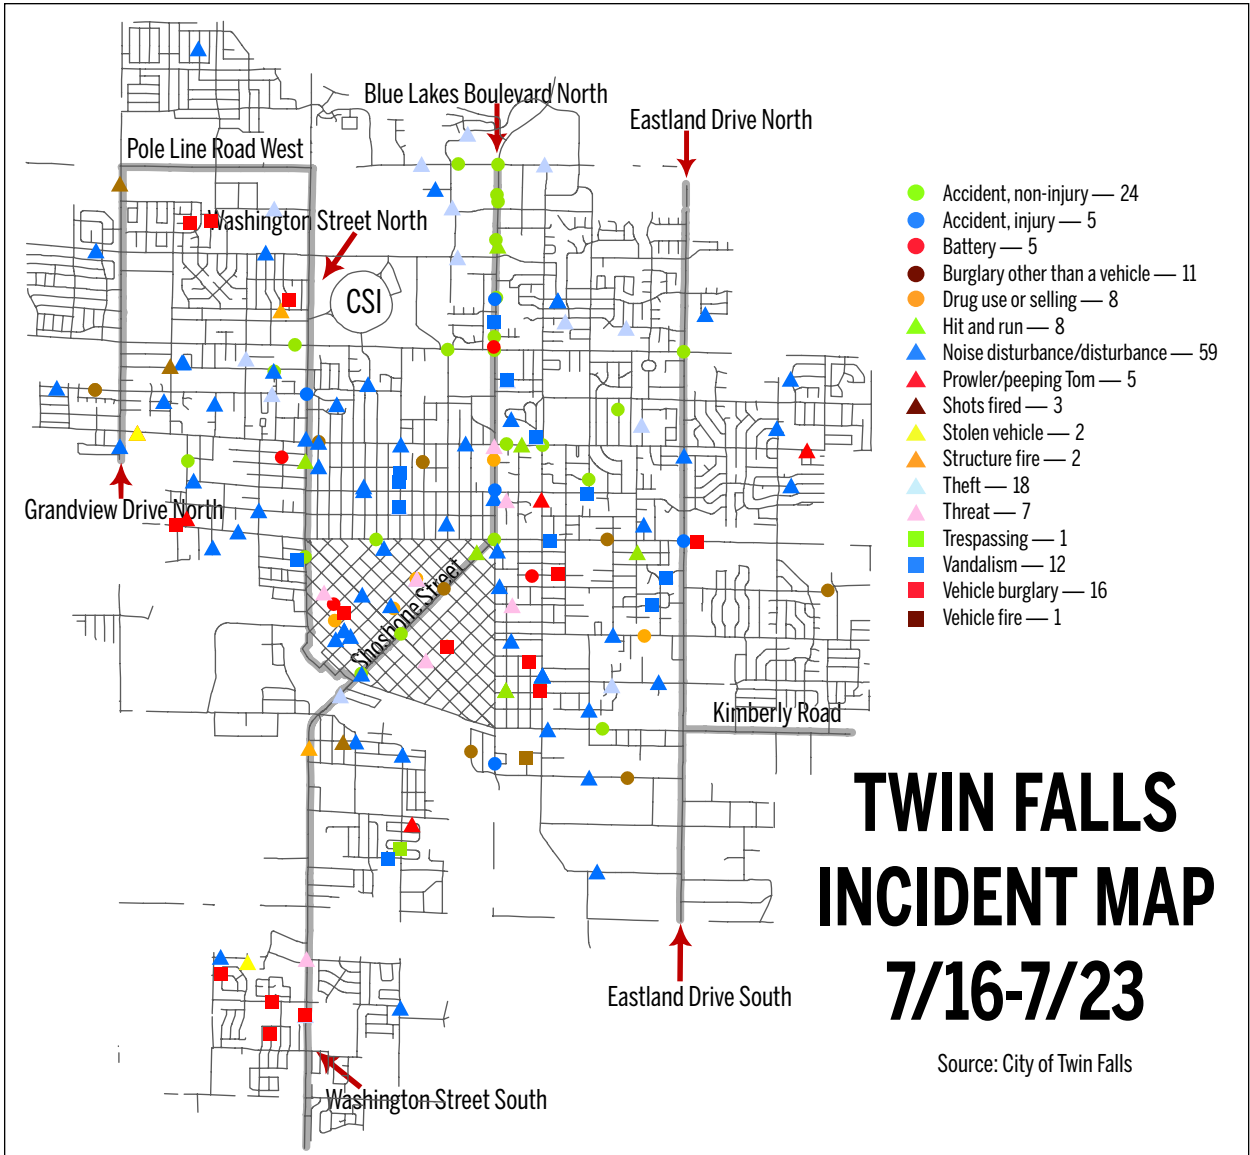 Blue Lakes Boulevard North
Eastland Drive North
Pole Line Road West
Washington Street North
CSI
Accident, non-injury — 24
Accident, injury — 5
Battery — 5
Burglary other than a vehicle — 11
Drug use or selling — 8
Hit and run — 8
Noise disturbance/disturbance — 59
Prowler/peeping Tom — 5
Shots fired — 3
Stolen vehicle — 2
Structure fire — 2
Theft — 18
Threat — 7
Trespassing — 1
Vandalism — 12
Vehicle burglary — 16
Vehicle fire — 1
Grandview Drive North
Shoshone Street
Kimberly Road
TWIN FALLS
INCIDENT MAP
7/16-7/23
Eastland Drive South
Source: City of Twin Falls
Washington Street South